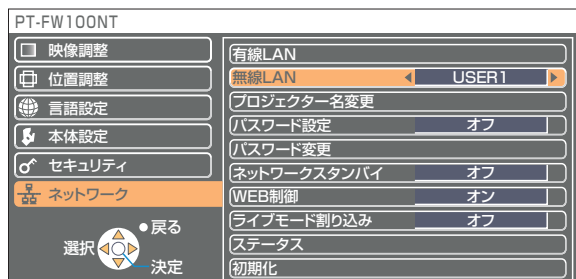 PT-FW100NT
映像調整
位置調整
言語設定
本体設定
セキュリティ
ネットワーク
選択
戻る
決定
有線LAN
無線LAN USER1
プロジェクター名変更
パスワード設定 オフ
パスワード変更
ネットワークスタンバイ オフ
WEB制御 オン
ライブモード割り込み オフ
ステータス
初期化